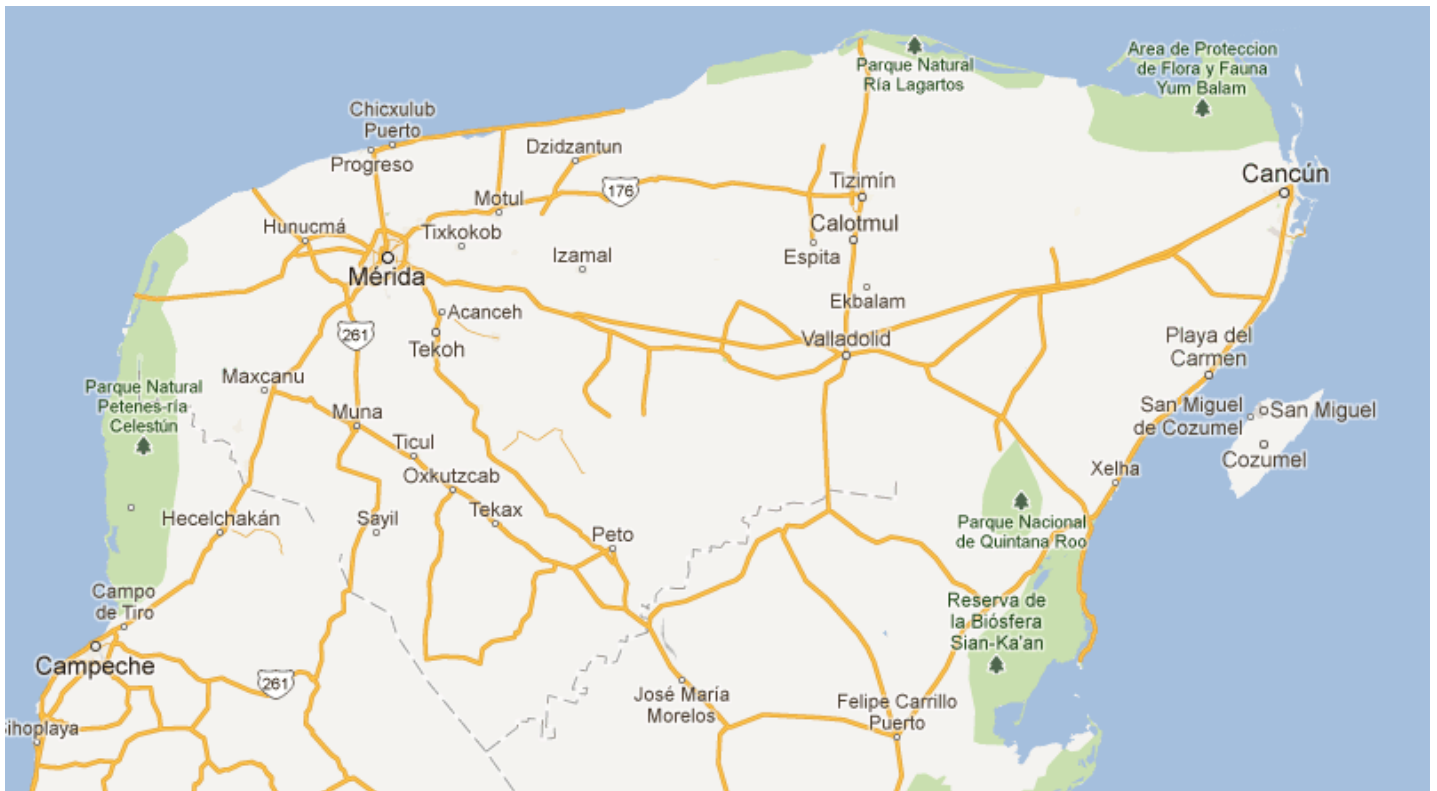 Area de Proteccion
de Flora y Fauna
Yum Balam
Parque Natural
Ría Lagartos
Chicxulub
Puerto
Progreso
Dzidzantun
Cancún
Tizimín
176
Motul
Hunucmá
Tixkokob
Calotmul
Izamal
Espita
Mérida
Ekbalam
Acanceh
261
Tekoh
Valladolid
Playa del
Carmen
Maxcanu
Parque Natural
Petenes-ría
Celestún
Muna
San Miguel
de Cozumel
San Miguel
Ticul
Cozumel
Oxkutzcab
Xelha
Tekax
Hecelchakán
Sayil
Parque Nacional
de Quintana Roo
Peto
Campo
de Tiro
Reserva de
la Biósfera
Sian-Ka'an
Campeche
261
José María
Morelos
Felipe Carrillo
Puerto
Sihoplaya